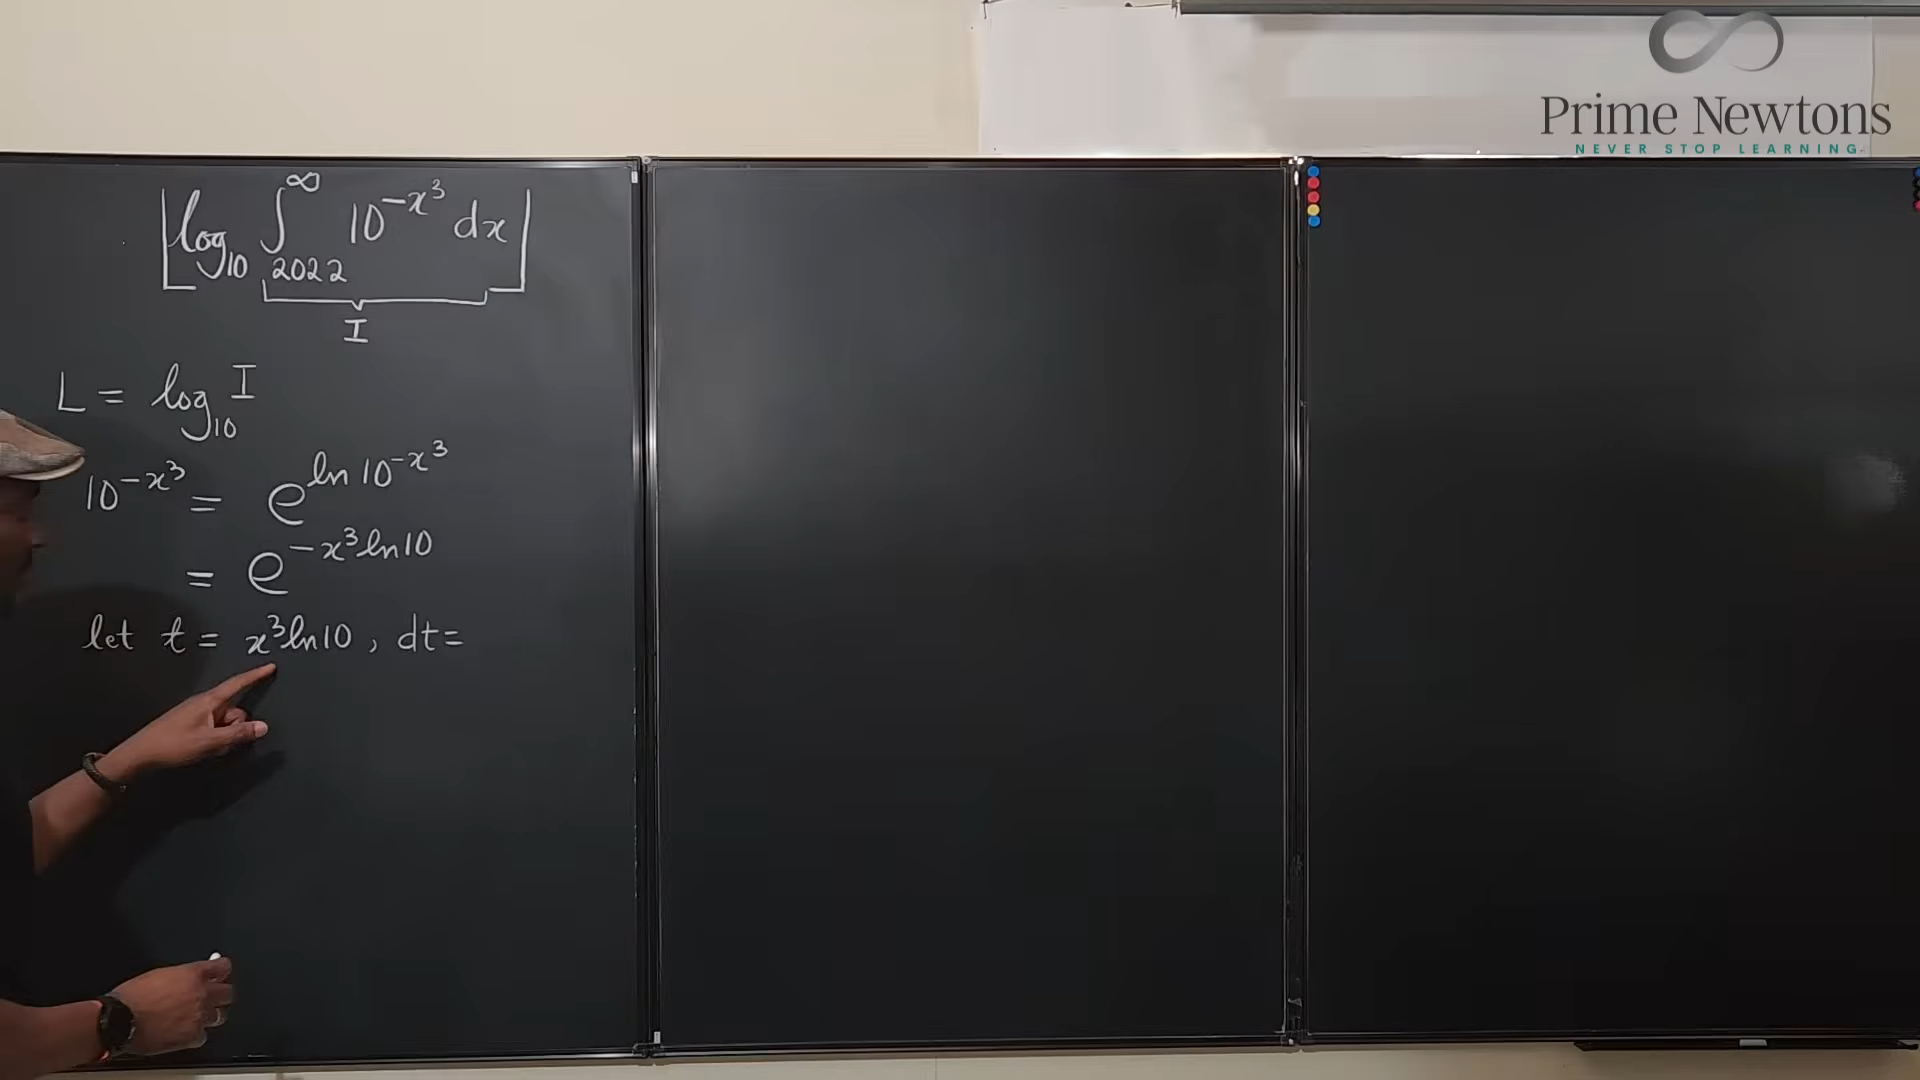 Prime Newtons
NEVER STOP LEARNING.
⌊log₁₀ ∫₂₀₂₂^∞ 10^(-x³) dx⌋
I
L = log₁₀ I
10^(-x³) = e^(ln 10^(-x³))
= e^(-x³ ln10)
let t = x³ln10, dt=